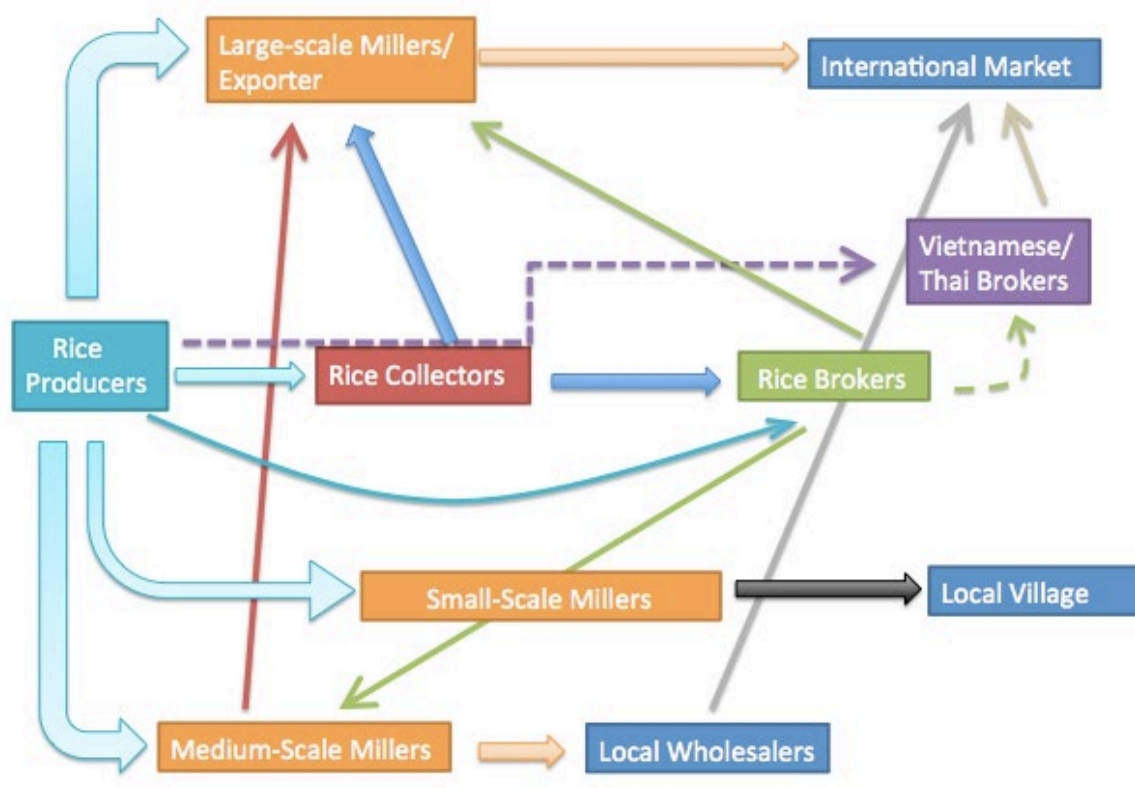 Large-scale Millers/
Exporter
International Market
Vietnamese/
Thai Brokers
Rice
Producers
Rice Collectors
Rice Brokers
Small-Scale Millers
Local Village
Medium-Scale Millers
Local Wholesalers